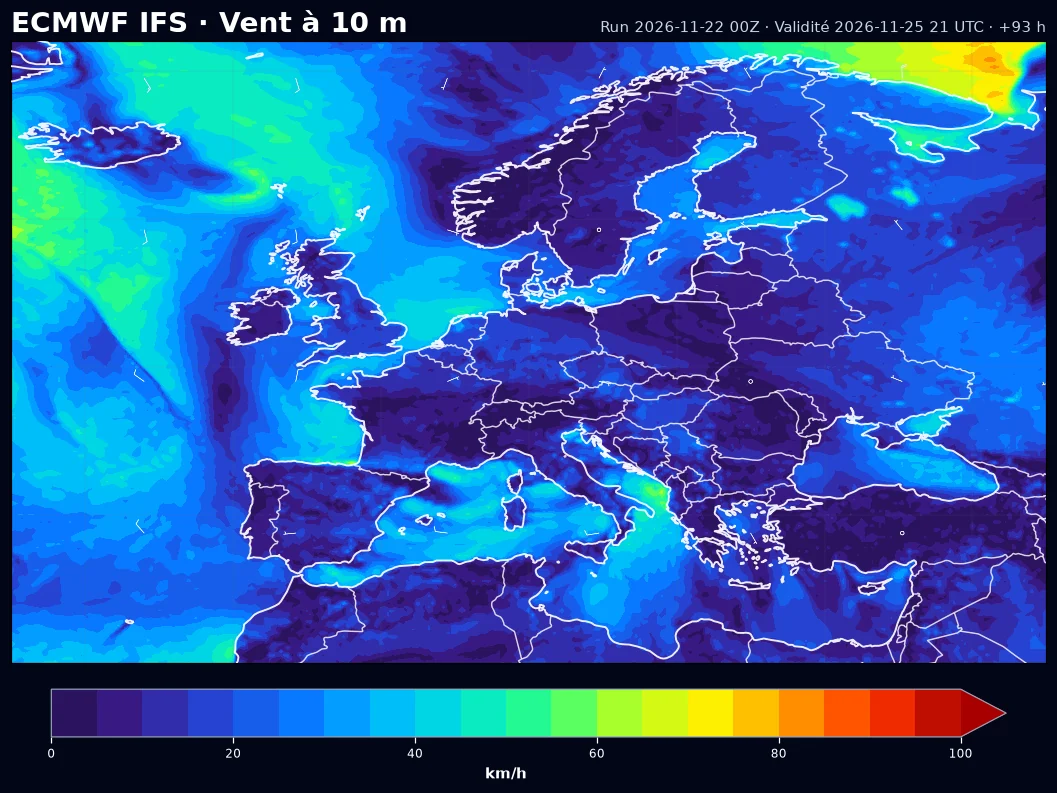 ECMWF IFS · Vent à 10 m
Run 2026-11-22 00Z · Validité 2026-11-25 21 UTC · +93 h
0 20 40 60 80 100
km/h